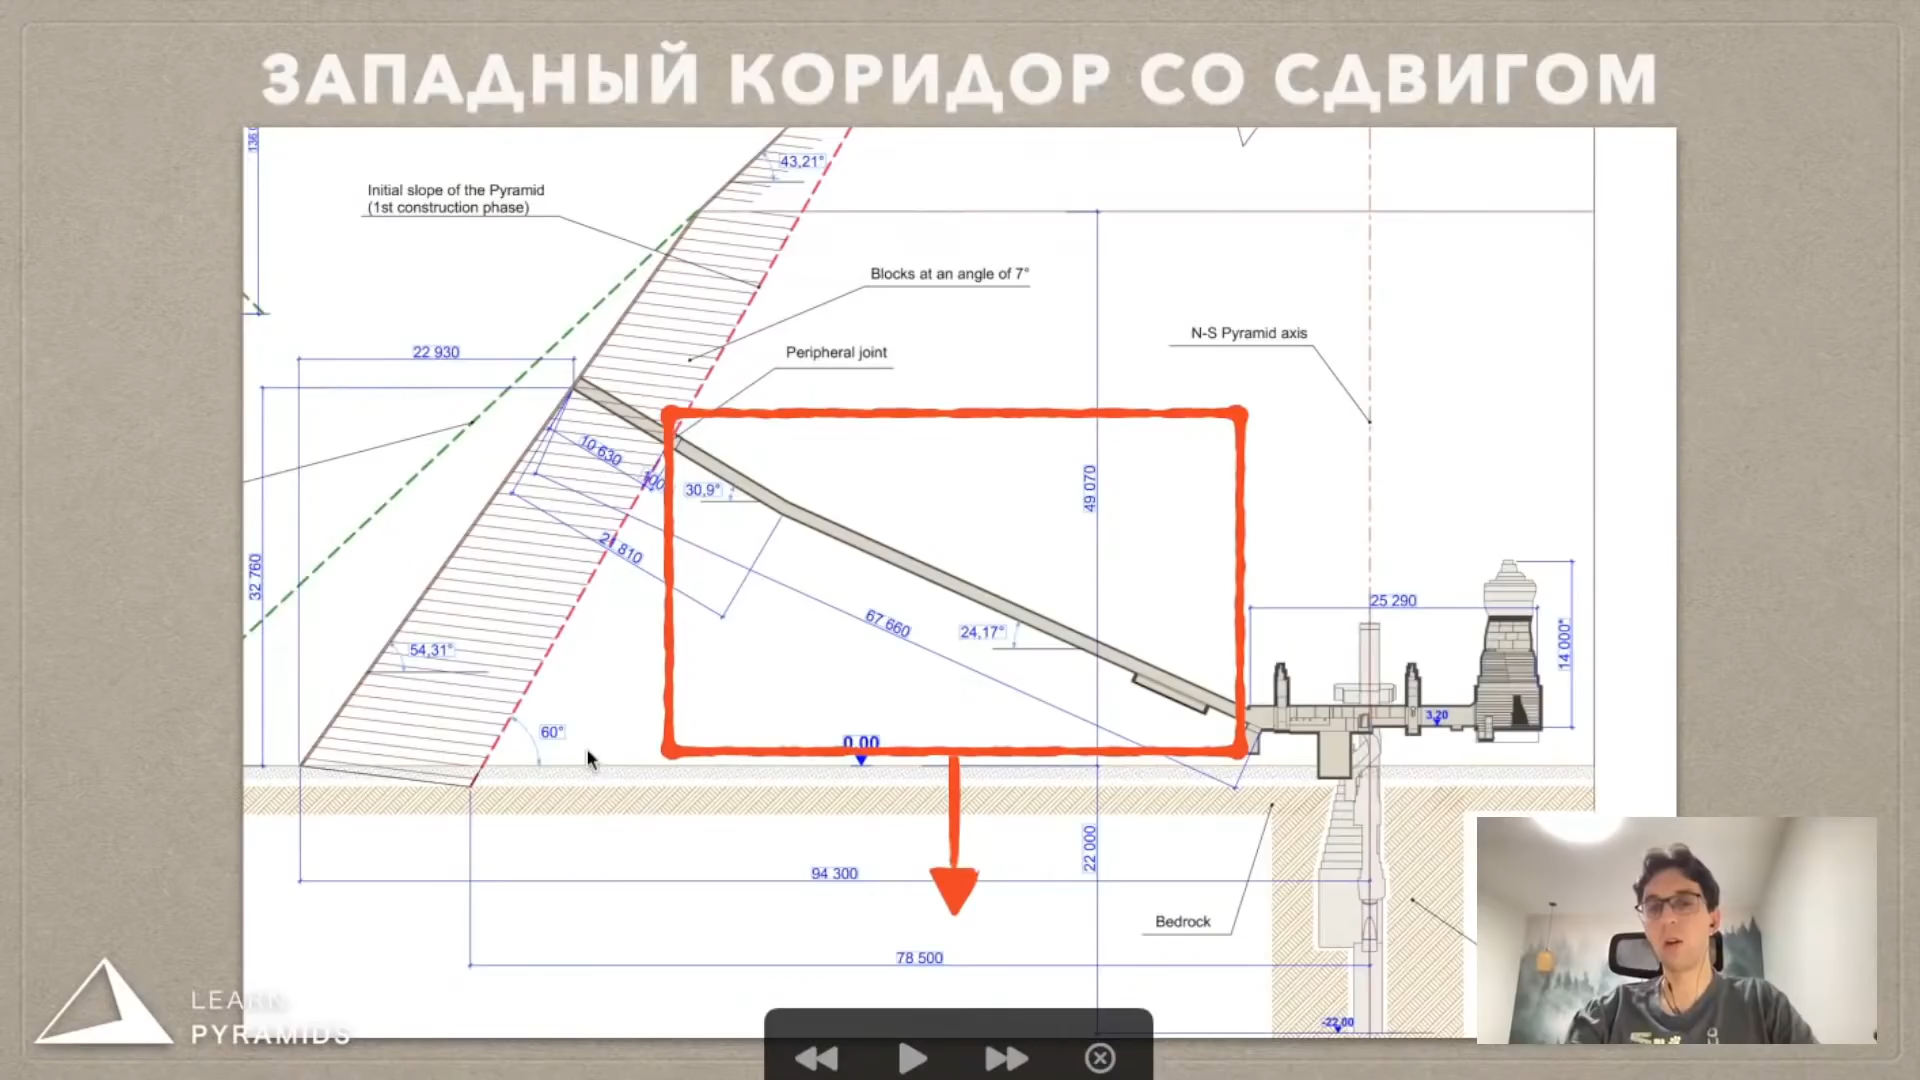 ЗАПАДНЫЙ КОРИДОР СО СДВИГОМ
43,21°
Initial slope of the Pyramid
(1st construction phase)
Blocks at an angle of 7°
N-S Pyramid axis
22 930
Peripheral joint
10 630
100
30,9°
49 070
21 810
32 760
67 660
24,17°
25 290
14 000*
54,31°
3,20
60°
0,00
22 000
94 300
Bedrock
78 500
-22,00
LEARN
PYRAMIDS